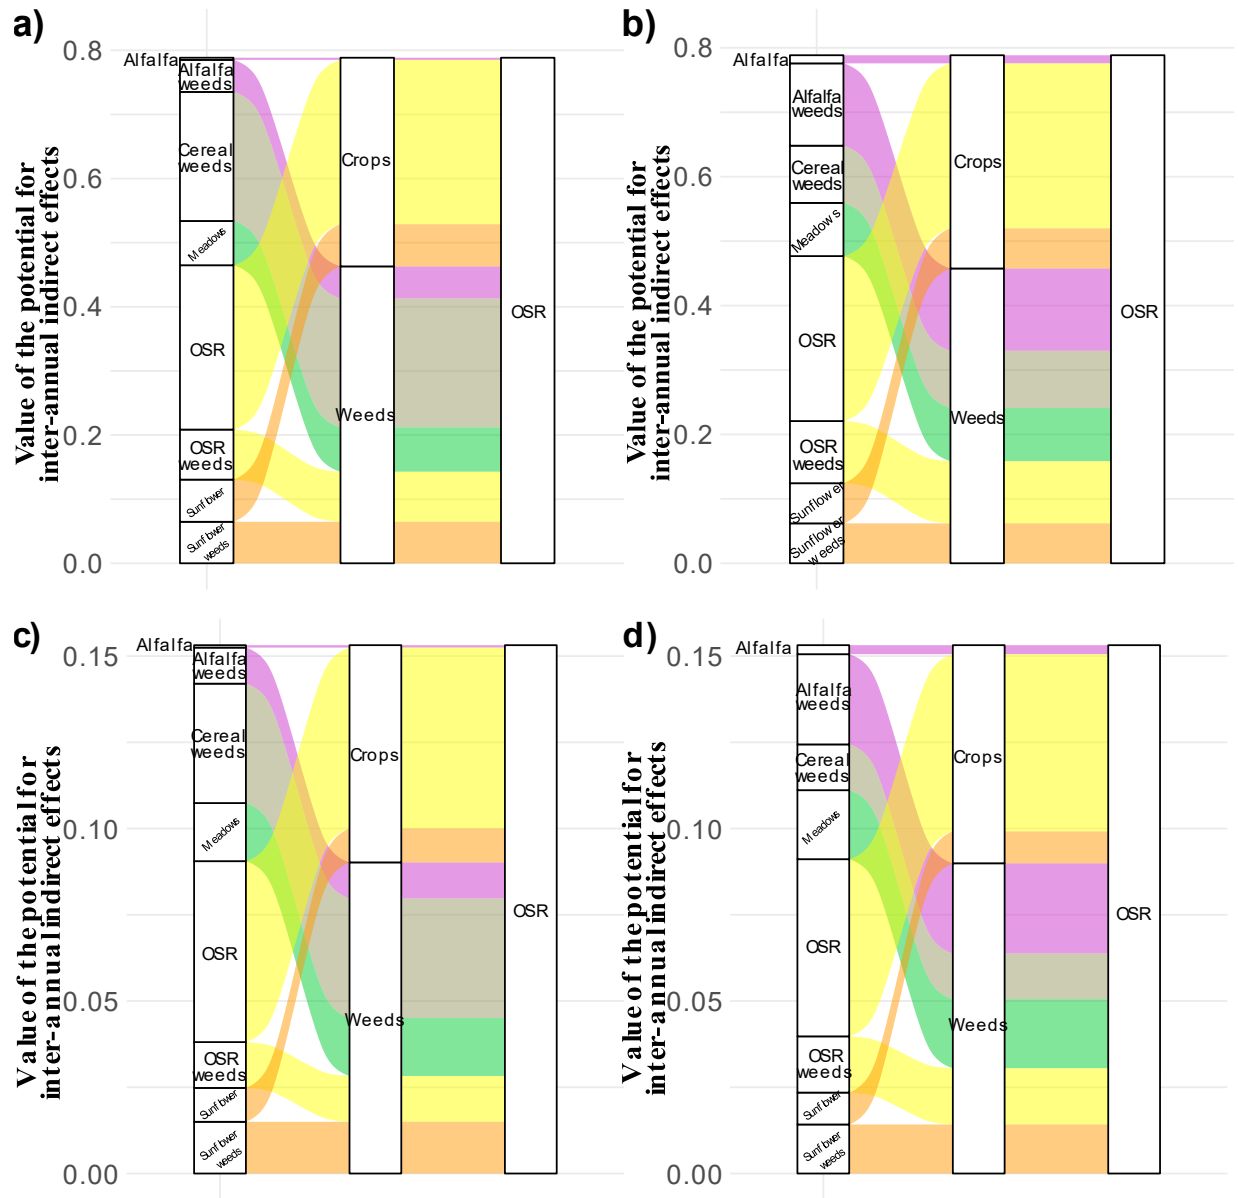 a)
Value of the potential for
inter-annual indirect effects
0.8
0.6
0.4
0.2
0.0
Alfalfa
Alfalfa
weeds
Cereal
weeds
Meadows
OSR
OSR
weeds
Sunflower
Sunflower
weeds
Crops
Weeds
OSR
b)
Value of the potential for
inter-annual indirect effects
0.8
0.6
0.4
0.2
0.0
Alfalfa
Alfalfa
weeds
Cereal
weeds
Meadows
OSR
OSR
weeds
Sunflower
Sunflower
weeds
Crops
Weeds
OSR
c)
Value of the potential for
inter-annual indirect effects
0.15
0.10
0.05
0.00
Alfalfa
Alfalfa
weeds
Cereal
weeds
Meadows
OSR
OSR
weeds
Sunflower
Sunflower
weeds
Crops
Weeds
OSR
d)
Value of the potential for
inter-annual indirect effects
0.15
0.10
0.05
0.00
Alfalfa
Alfalfa
weeds
Cereal
weeds
Meadows
OSR
OSR
weeds
Sunflower
Sunflower
weeds
Crops
Weeds
OSR